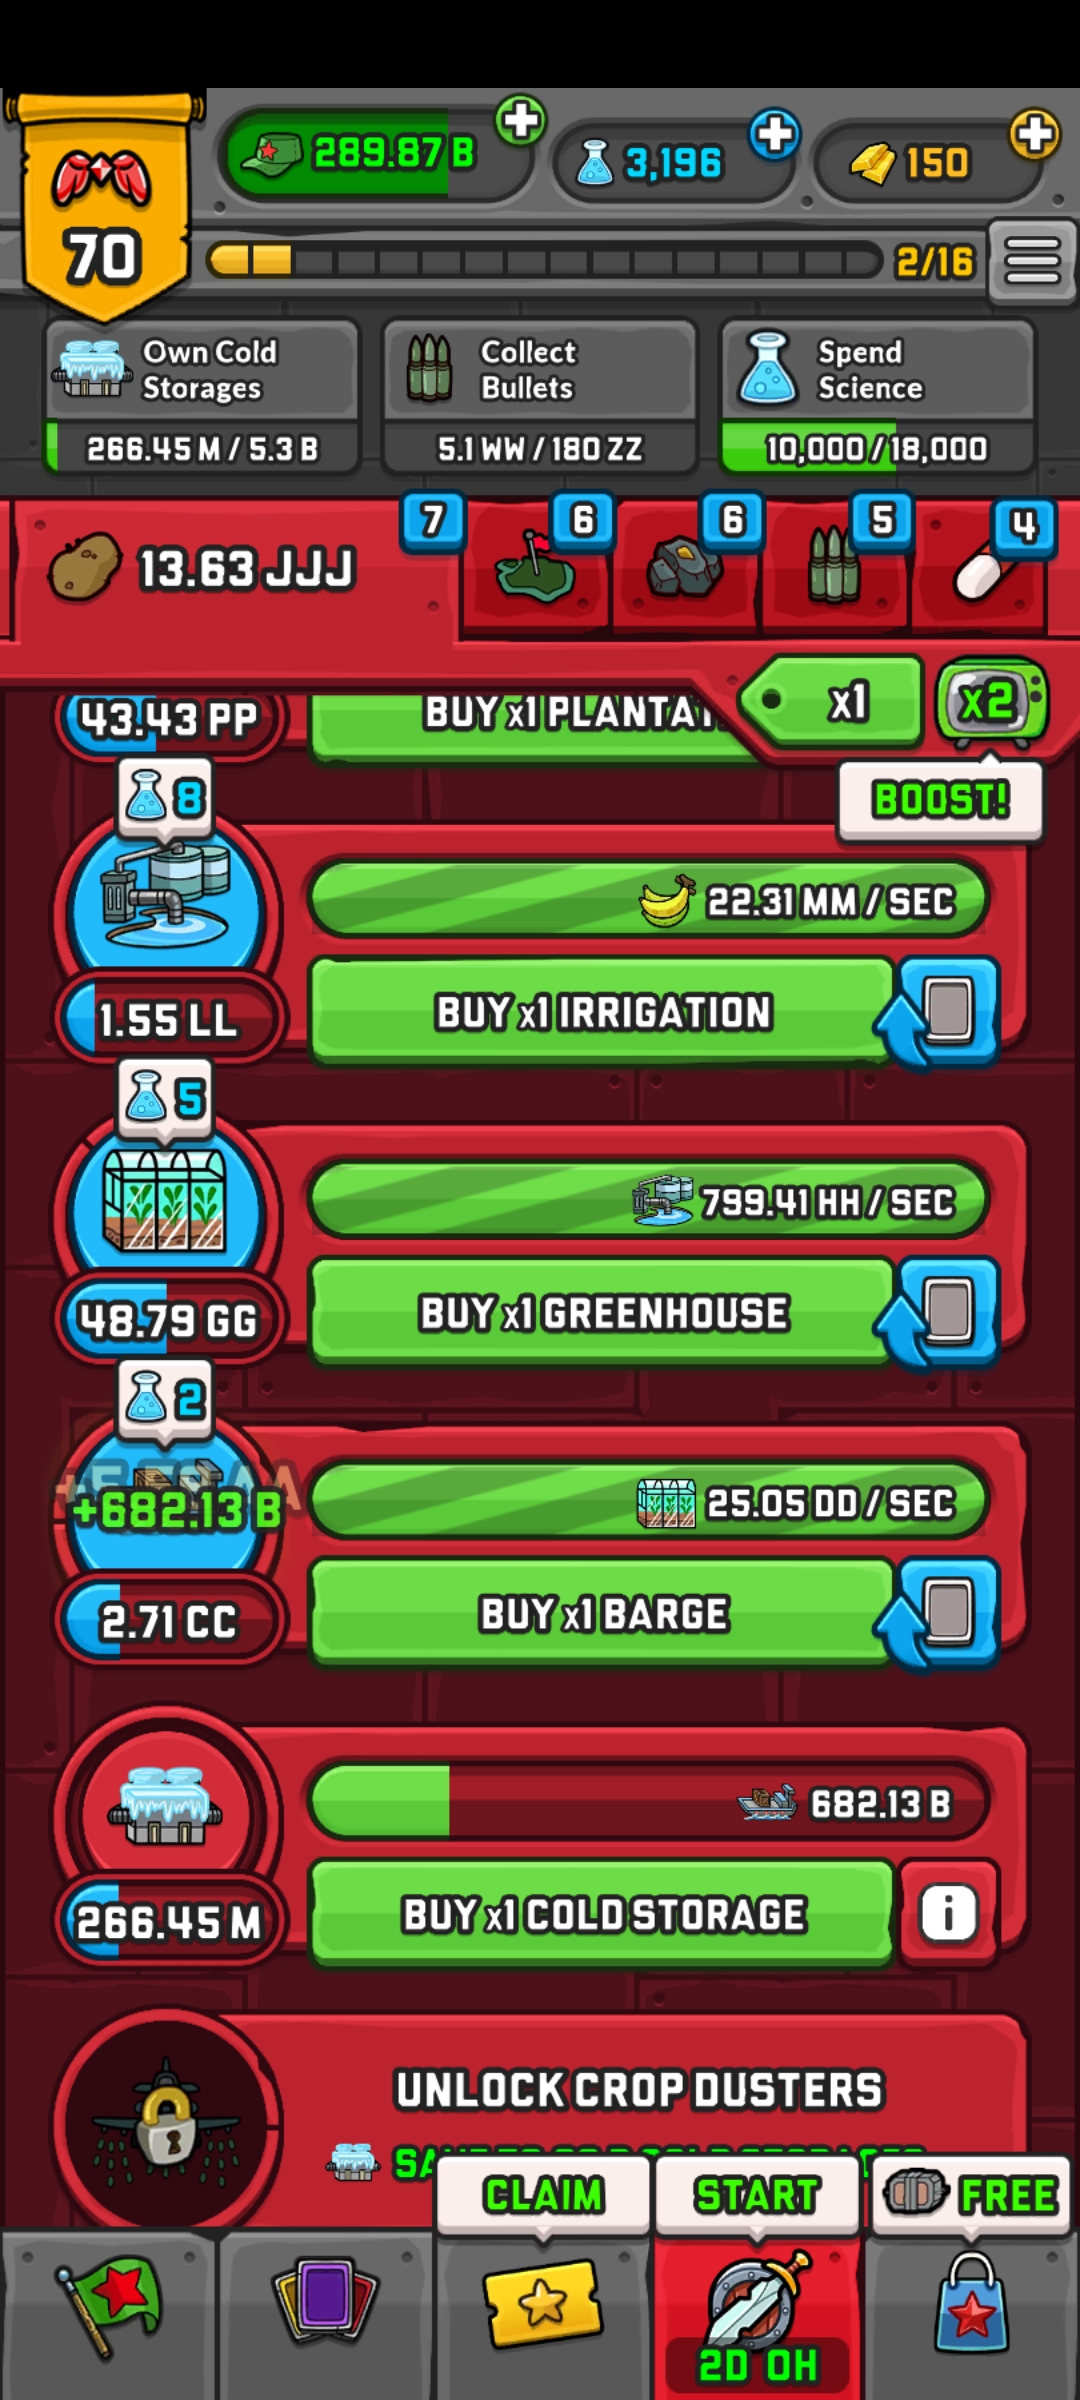 289.87 B
3,196
150
70
2/16
Own Cold
Storages
266.45 M / 5.3 B
Collect
Bullets
5.1 WW / 180 ZZ
Spend
Science
10,000 / 18,000
13.63 JJJ
7
6
6
5
4
x1
x2
BOOST!
43.43 PP
BUY x1
8
22.31 MM / SEC
1.55 LL
BUY x1 IRRIGATION
5
799.41 HH / SEC
48.79 GG
BUY x1 GREENHOUSE
2
+682.13 B
25.05 DD / SEC
2.71 CC
BUY x1 BARGE
682.13 B
266.45 M
BUY x1 COLD STORAGE
i
UNLOCK CROP DUSTERS
CLAIM
START
FREE
2D 0H